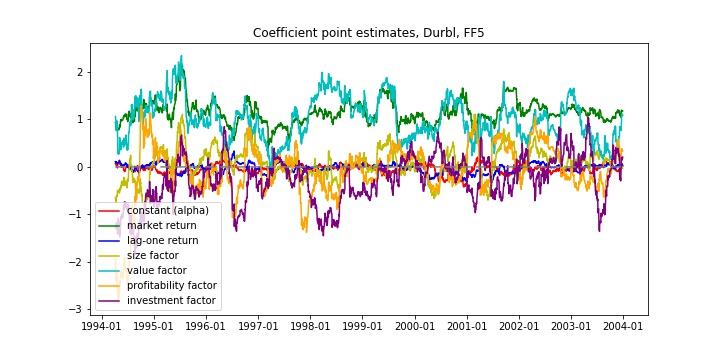 Coefficient point estimates, Durbl, FF5
2
1
0
−1
−2
−3
constant (alpha)
market return
lag-one return
size factor
value factor
profitability factor
investment factor
1994-01 1995-01 1996-01 1997-01 1998-01 1999-01 2000-01 2001-01 2002-01 2003-01 2004-01